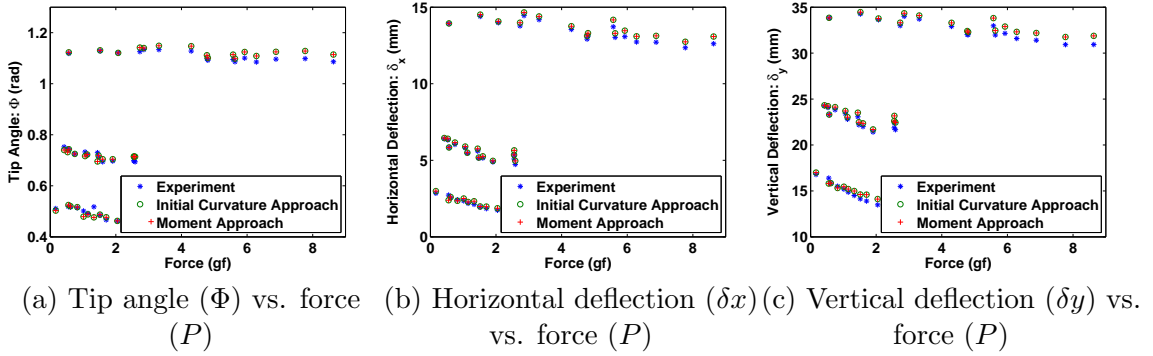 1.3
1.2
1
0.8
0.6
0.4
0
2
4
6
8
Tip Angle: Φ (rad)
Force (gf)
Experiment
Initial Curvature Approach
Moment Approach
15
10
5
0
0
2
4
6
8
Horizontal Deflection: δx (mm)
Force (gf)
Experiment
Initial Curvature Approach
Moment Approach
35
30
25
20
15
10
0
2
4
6
8
Vertical Deflection: δy (mm)
Force (gf)
Experiment
Initial Curvature Approach
Moment Approach
(a) Tip angle (Φ) vs. force
(P)
(b) Horizontal deflection (δx)
vs. force (P)
(c) Vertical deflection (δy) vs.
force (P)